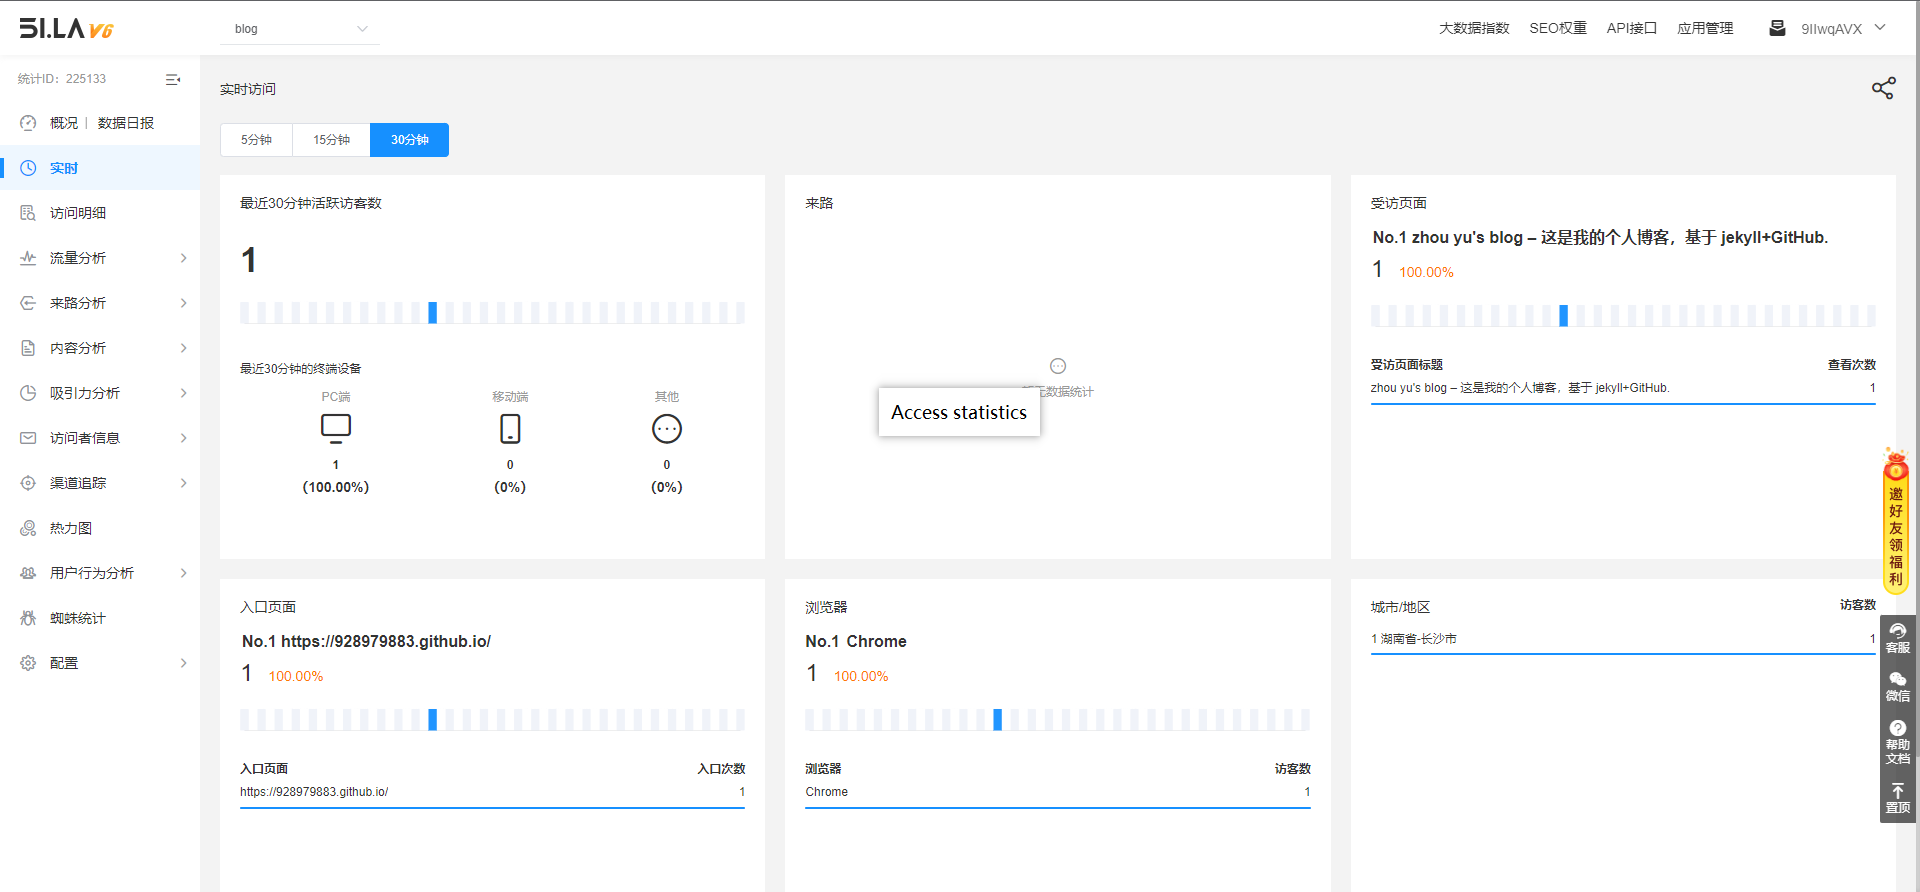 51.LA V6
blog
大数据指数 SEO权重 API接口 应用管理 9IIwqAVX
统计ID：225133
概况 | 数据日报
实时
访问明细
流量分析
来路分析
内容分析
吸引力分析
访问者信息
渠道追踪
热力图
用户行为分析
蜘蛛统计
配置
实时访问
5分钟 15分钟 30分钟
最近30分钟活跃访客数
1
最近30分钟的终端设备
PC端 移动端 其他
1 0 0
(100.00%) (0%) (0%)
来路
无数据统计
Access statistics
受访页面
No.1 zhou yu's blog – 这是我的个人博客，基于 jekyll+GitHub.
1 100.00%
受访页面标题 查看次数
zhou yu's blog – 这是我的个人博客，基于 jekyll+GitHub. 1
入口页面
No.1 https://928979883.github.io/
1 100.00%
入口页面 入口次数
https://928979883.github.io/ 1
浏览器
No.1 Chrome
1 100.00%
浏览器 访客数
Chrome 1
城市/地区 访客数
1 湖南省-长沙市 1
邀好友领福利
客服
微信
帮助
文档
置顶